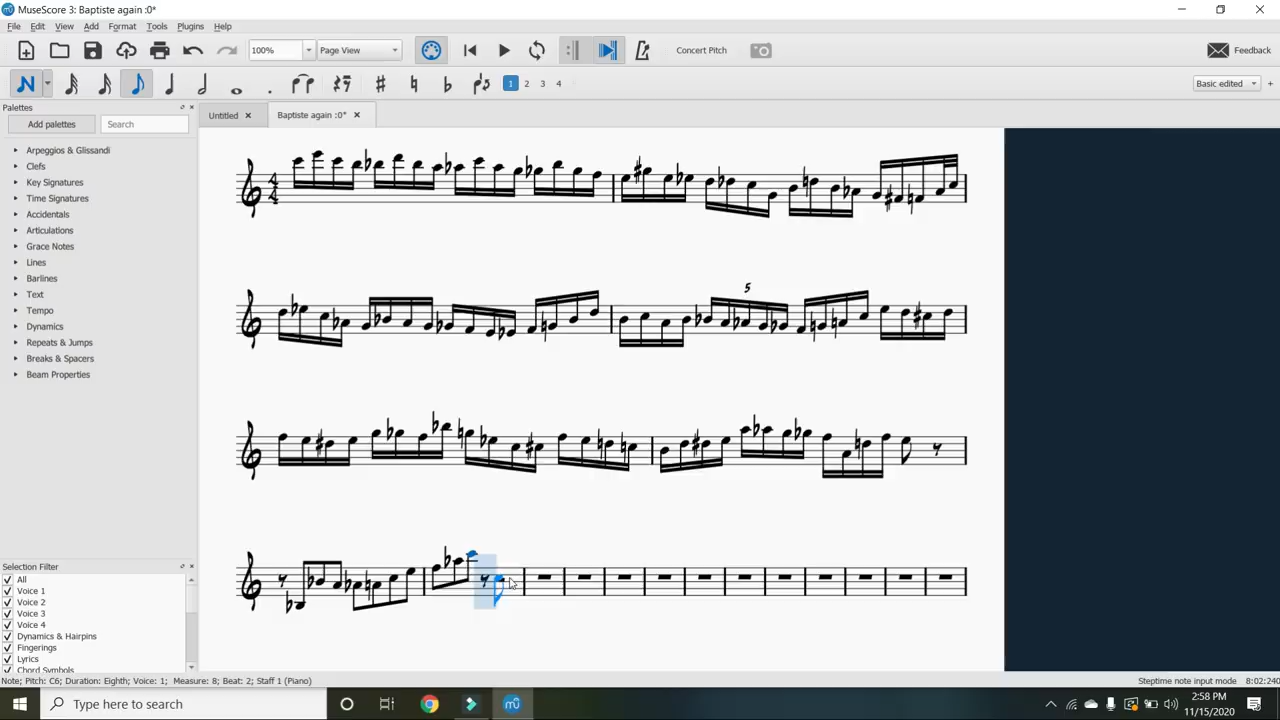 MuseScore 3: Baptiste again :0*
File Edit View Add Format Tools Plugins Help
100% Page View Concert Pitch Feedback
1 2 3 4 Basic edited +
Palettes
Untitled Baptiste again :0*
Add palettes Search
Arpeggios & Glissandi
Clefs
Key Signatures
Time Signatures
Accidentals
Articulations
Grace Notes
Lines
Barlines
Text
Tempo
Dynamics
Repeats & Jumps
Breaks & Spacers
Beam Properties
4
4
5
Selection Filter
All
Voice 1
Voice 2
Voice 3
Voice 4
Dynamics & Hairpins
Fingerings
Lyrics
Chord Symbols
Note; Pitch: C6; Duration: Eighth; Voice: 1; Measure: 8; Beat: 2; Staff 1 (Piano) Steptime note input mode 8:02:240
Type here to search
2:58 PM
11/15/2020